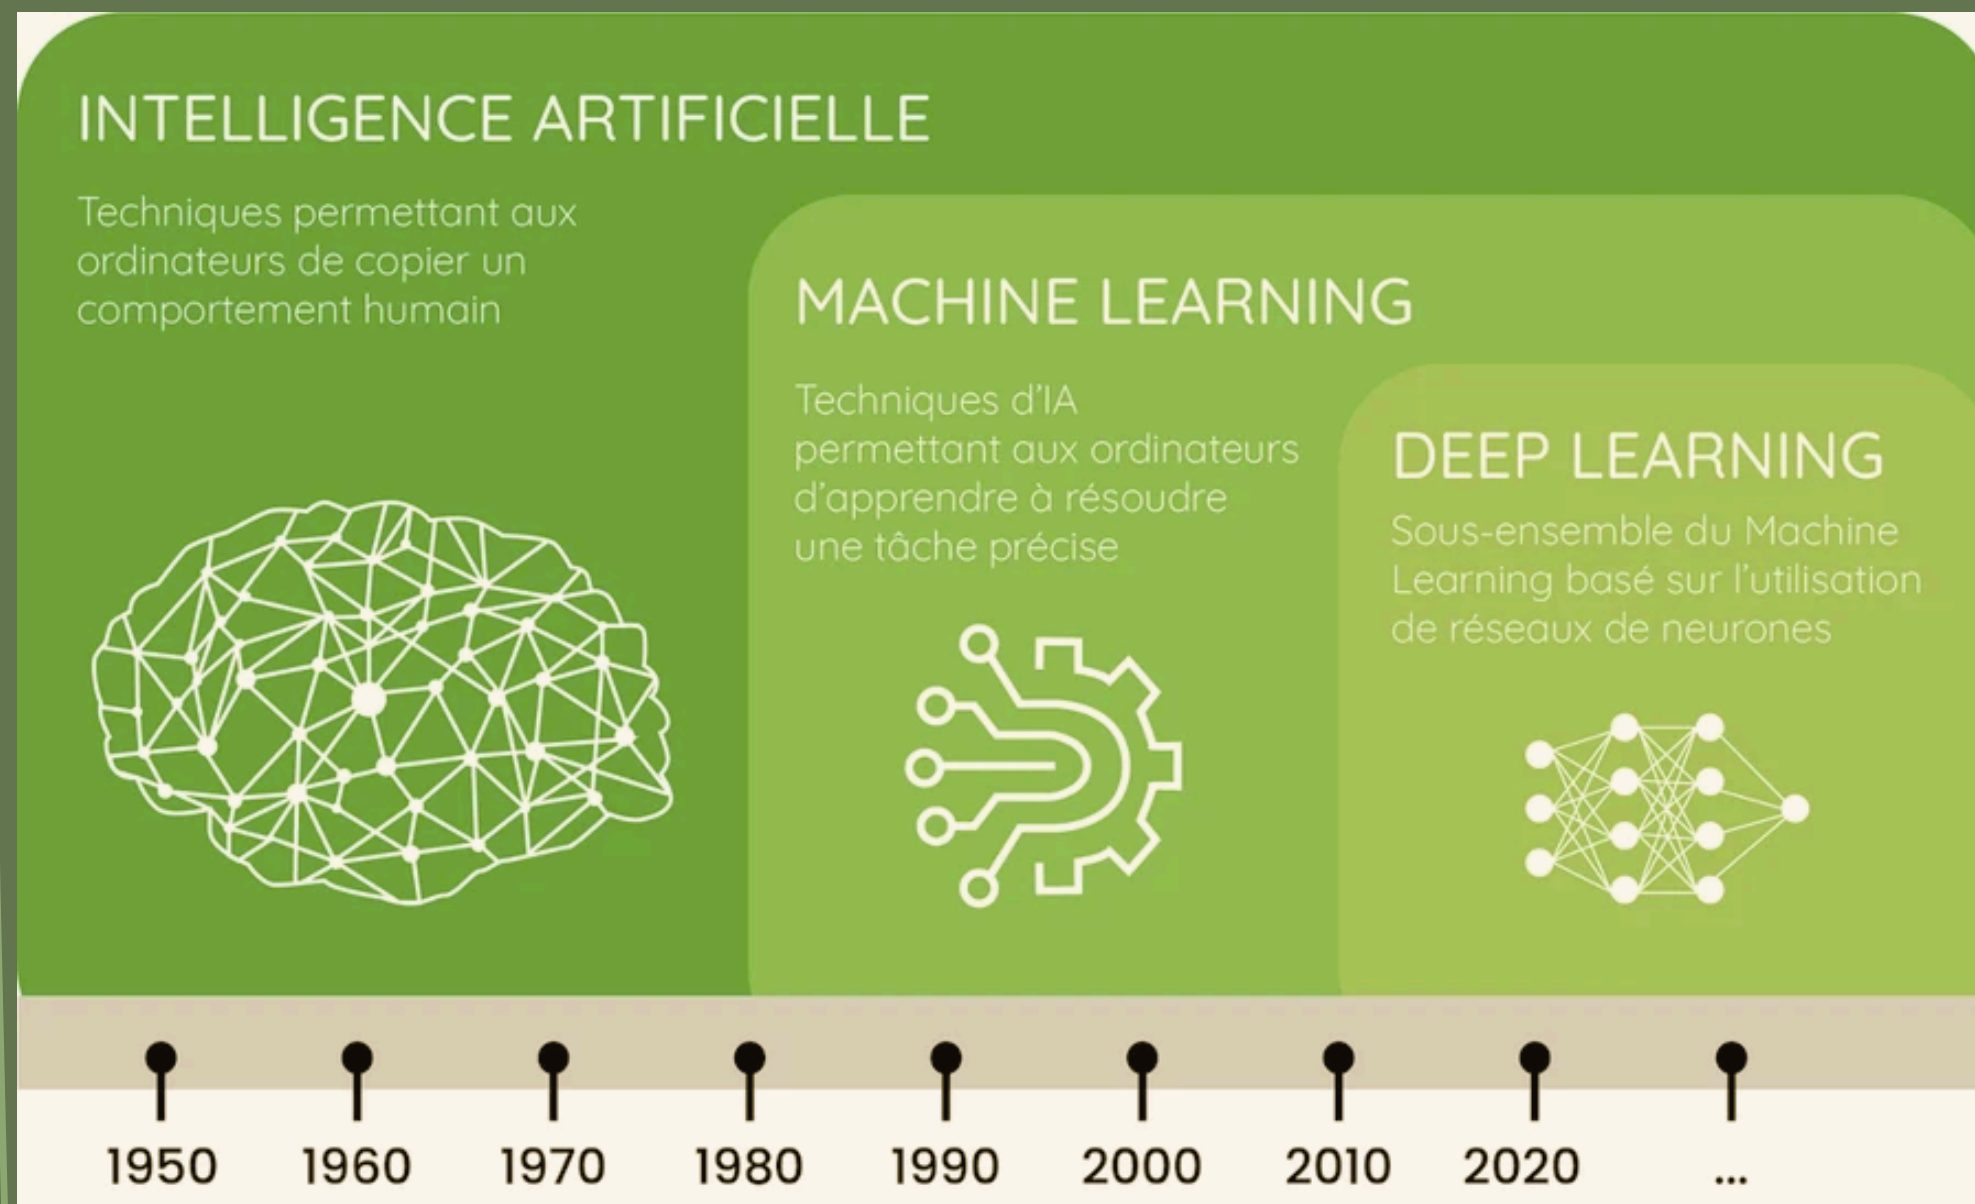 INTELLIGENCE ARTIFICIELLE
Techniques permettant aux
ordinateurs de copier un
comportement humain
MACHINE LEARNING
Techniques d'IA
permettant aux ordinateurs
d'apprendre à résoudre
une tâche précise
DEEP LEARNING
Sous-ensemble du Machine
Learning basé sur l'utilisation
de réseaux de neurones
1950 1960 1970 1980 1990 2000 2010 2020 ...